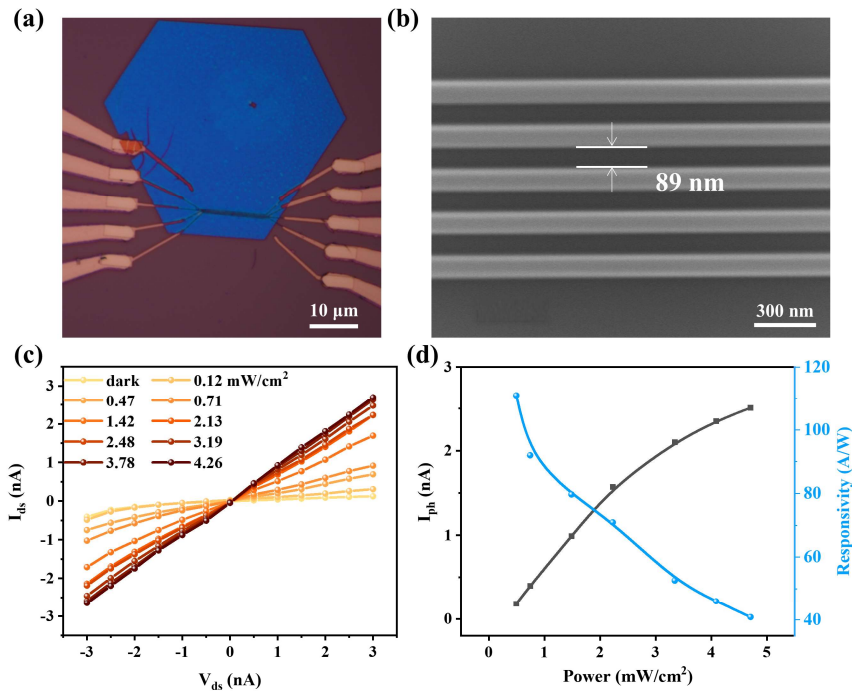 (a)
10 μm
(b)
89 nm
300 nm
(c)
dark 0.12 mW/cm²
0.47 0.71
1.42 2.13
2.48 3.19
3.78 4.26
3
2
1
0
-1
-2
-3
I_ds (nA)
-3 -2 -1 0 1 2 3
V_ds (nA)
(d)
3
2
1
0
I_ph (nA)
120
100
80
60
40
Responsivity (A/W)
0 1 2 3 4 5
Power (mW/cm²)